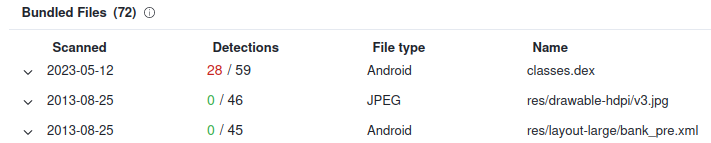 Bundled Files (72)
Scanned Detections File type Name
2023-05-12 28 / 59 Android classes.dex
2013-08-25 0 / 46 JPEG res/drawable-hdpi/v3.jpg
2013-08-25 0 / 45 Android res/layout-large/bank_pre.xml